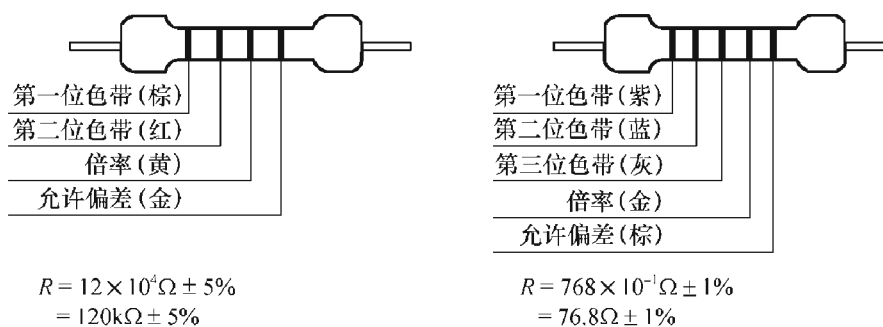 第一位色带(棕)
第二位色带(红)
倍率(黄)
允许偏差(金)
R = 12×10⁴Ω ± 5%
= 120kΩ ± 5%
第一位色带(紫)
第二位色带(蓝)
第三位色带(灰)
倍率(金)
允许偏差(棕)
R = 768×10⁻¹Ω ± 1%
= 76.8Ω ± 1%